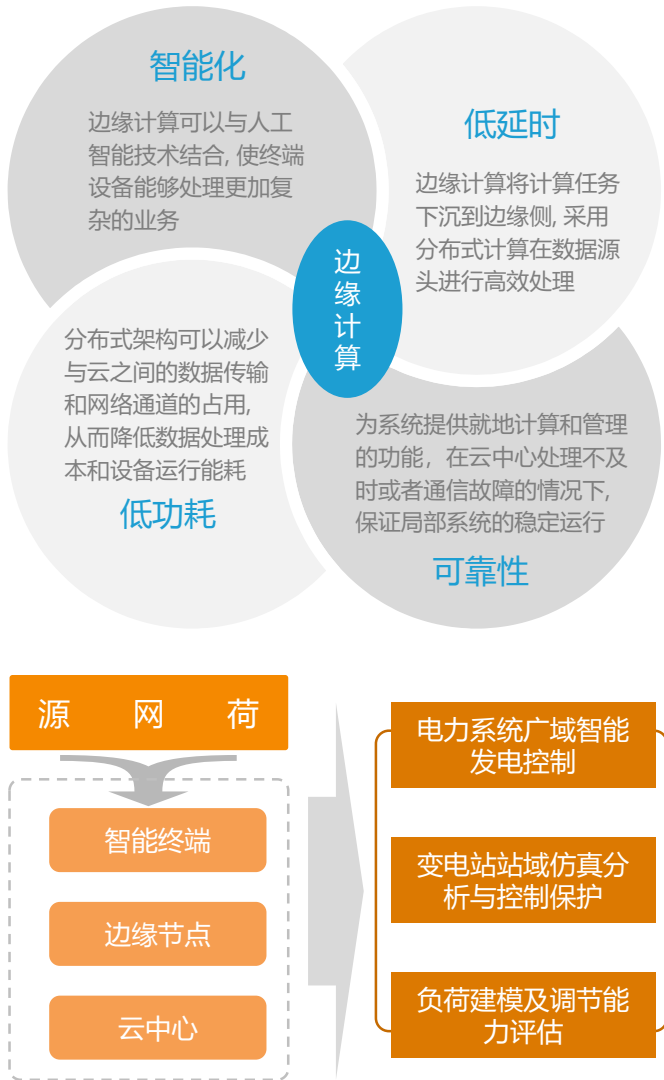 智能化
边缘计算可以与人工
智能技术结合, 使终端
设备能够处理更加复
杂的业务
低延时
边缘计算将计算任务
下沉到边缘侧, 采用
分布式计算在数据源
头进行高效处理
边
缘
计
算
分布式架构可以减少
与云之间的数据传输
和网络通道的占用,
从而降低数据处理成
本和设备运行能耗
低功耗
为系统提供就地计算和管理
的功能，在云中心处理不及
时或者通信故障的情况下,
保证局部系统的稳定运行
可靠性
源 网 荷
智能终端
边缘节点
云中心
电力系统广域智能
发电控制
变电站站域仿真分
析与控制保护
负荷建模及调节能
力评估